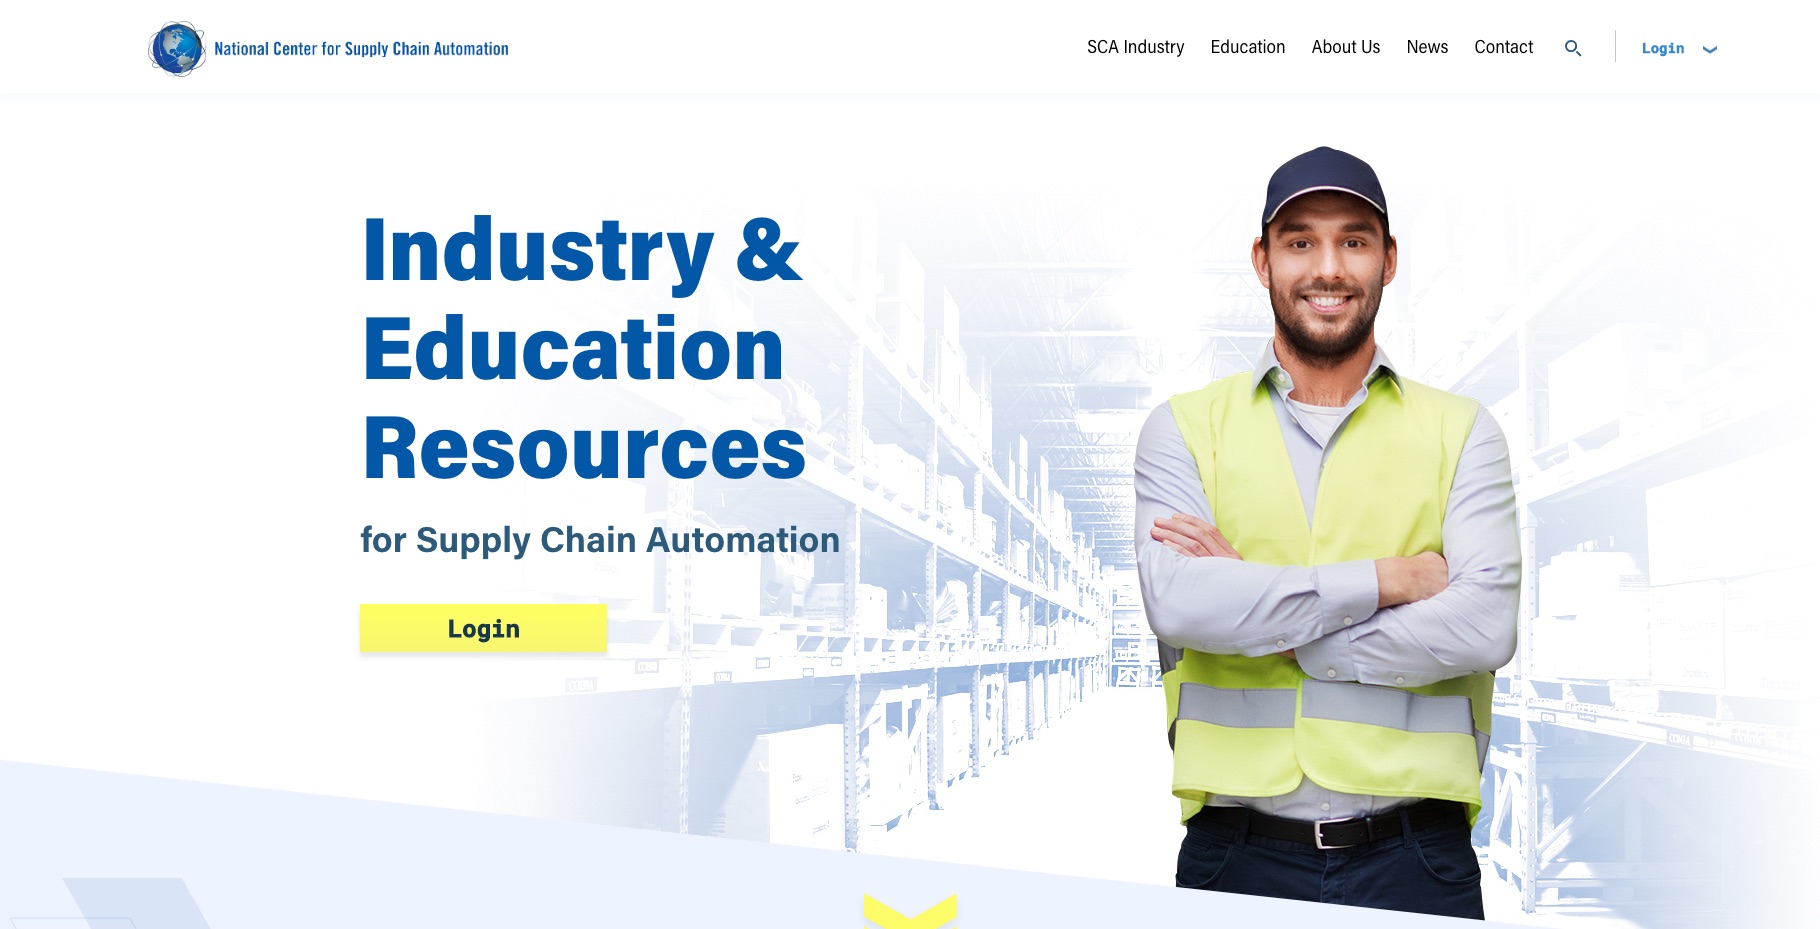 National Center for Supply Chain Automation
SCA Industry
Education
About Us
News
Contact
Login
Industry &
Education
Resources
for Supply Chain Automation
Login